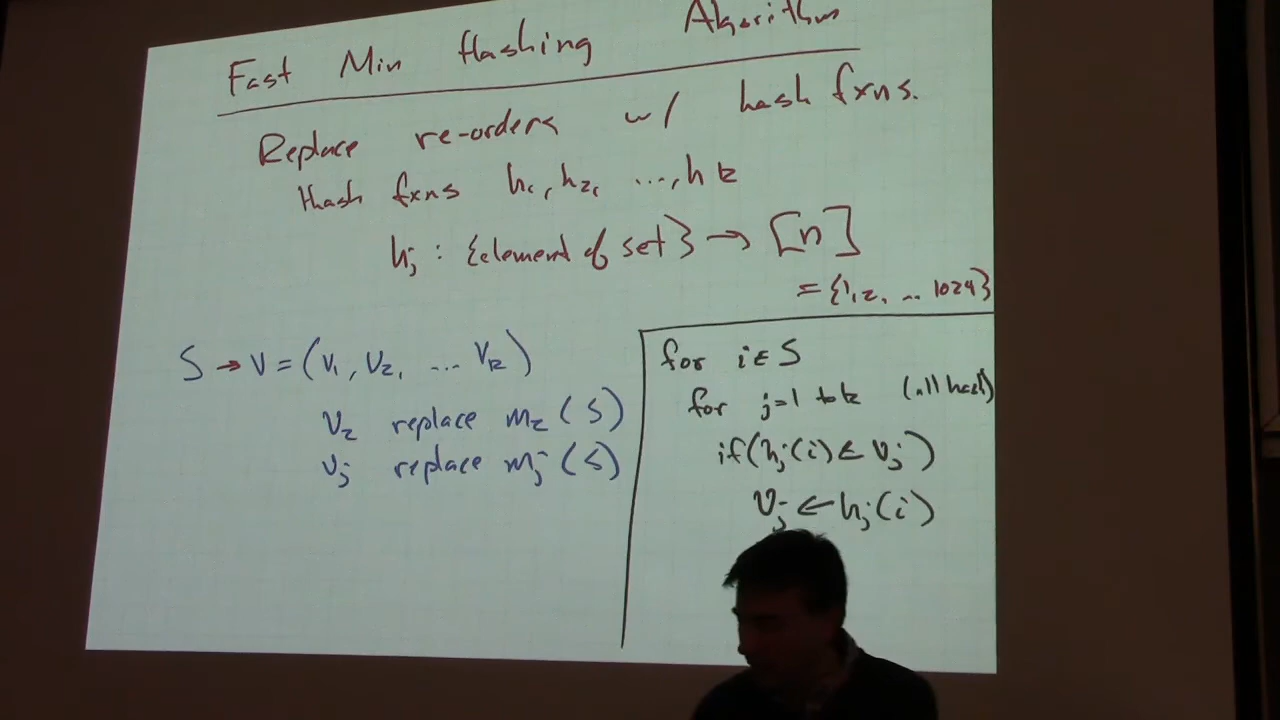 Fast Min Hashing Algorithm
Replace re-orders w/ hash fxns.
Hash fxns h₁, h₂, ..., hk
hⱼ : {element of set} → [n]
= {1, 2, ... 1024}
S → V = (v₁, v₂, ... vk)
v₂ replace m₂(S)
vⱼ replace mⱼ(S)
for i ∈ S
for j=1 to k (all hash)
if (hⱼ(i) < vⱼ)
vⱼ ← hⱼ(i)